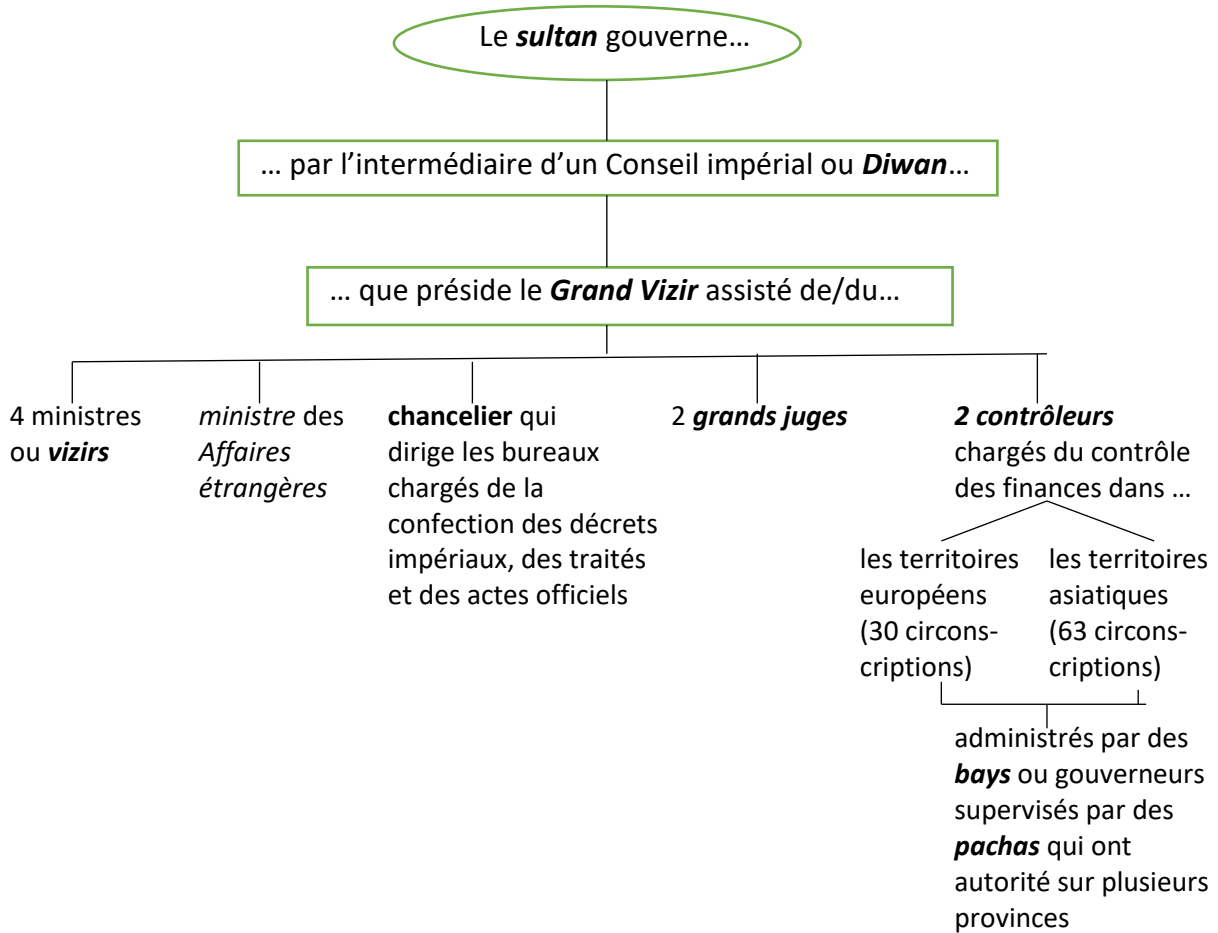 Le sultan gouverne…
… par l’intermédiaire d’un Conseil impérial ou Diwan…
… que préside le Grand Vizir assisté de/du…
4 ministres
ou vizirs
ministre des
Affaires
étrangères
chancelier qui
dirige les bureaux
chargés de la
confection des décrets
impériaux, des traités
et des actes officiels
2 grands juges
2 contrôleurs
chargés du contrôle
des finances dans …
les territoires
européens
(30 circons-
criptions)
les territoires
asiatiques
(63 circons-
criptions)
administrés par des
bays ou gouverneurs
supervisés par des
pachas qui ont
autorité sur plusieurs
provinces